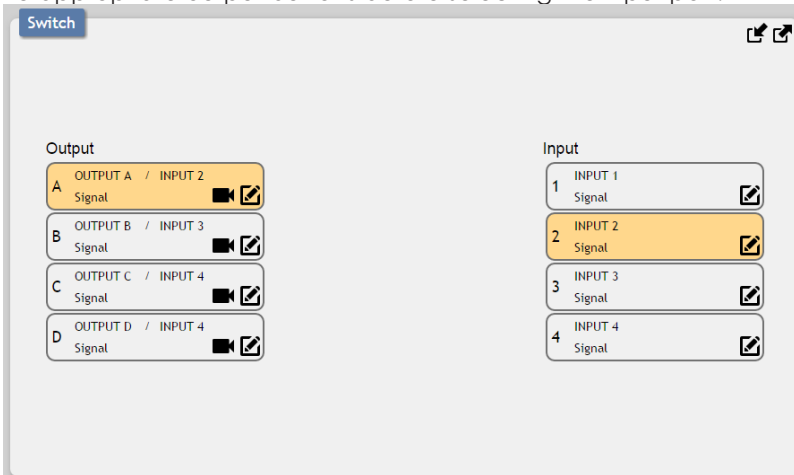 Switch
Output
A OUTPUT A / INPUT 2
Signal
B OUTPUT B / INPUT 3
Signal
C OUTPUT C / INPUT 4
Signal
D OUTPUT D / INPUT 4
Signal
Input
1 INPUT 1
Signal
2 INPUT 2
Signal
3 INPUT 3
Signal
4 INPUT 4
Signal